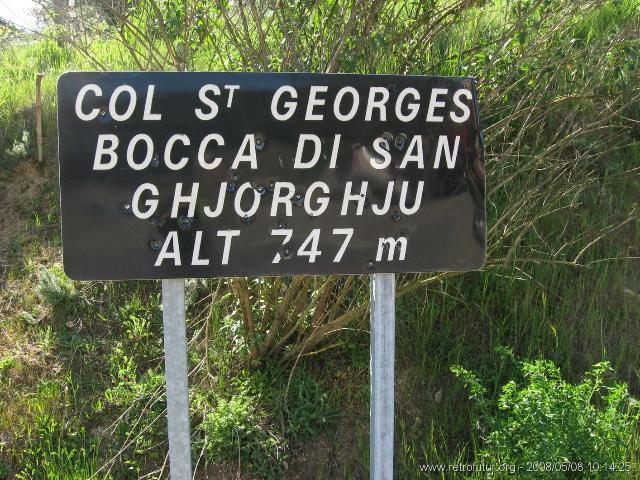 COL ST GEORGES
BOCCA DI SAN
GHJORGHJU
ALT 747 m
www.retrofutur.org - 2008/05/08 10:14:25